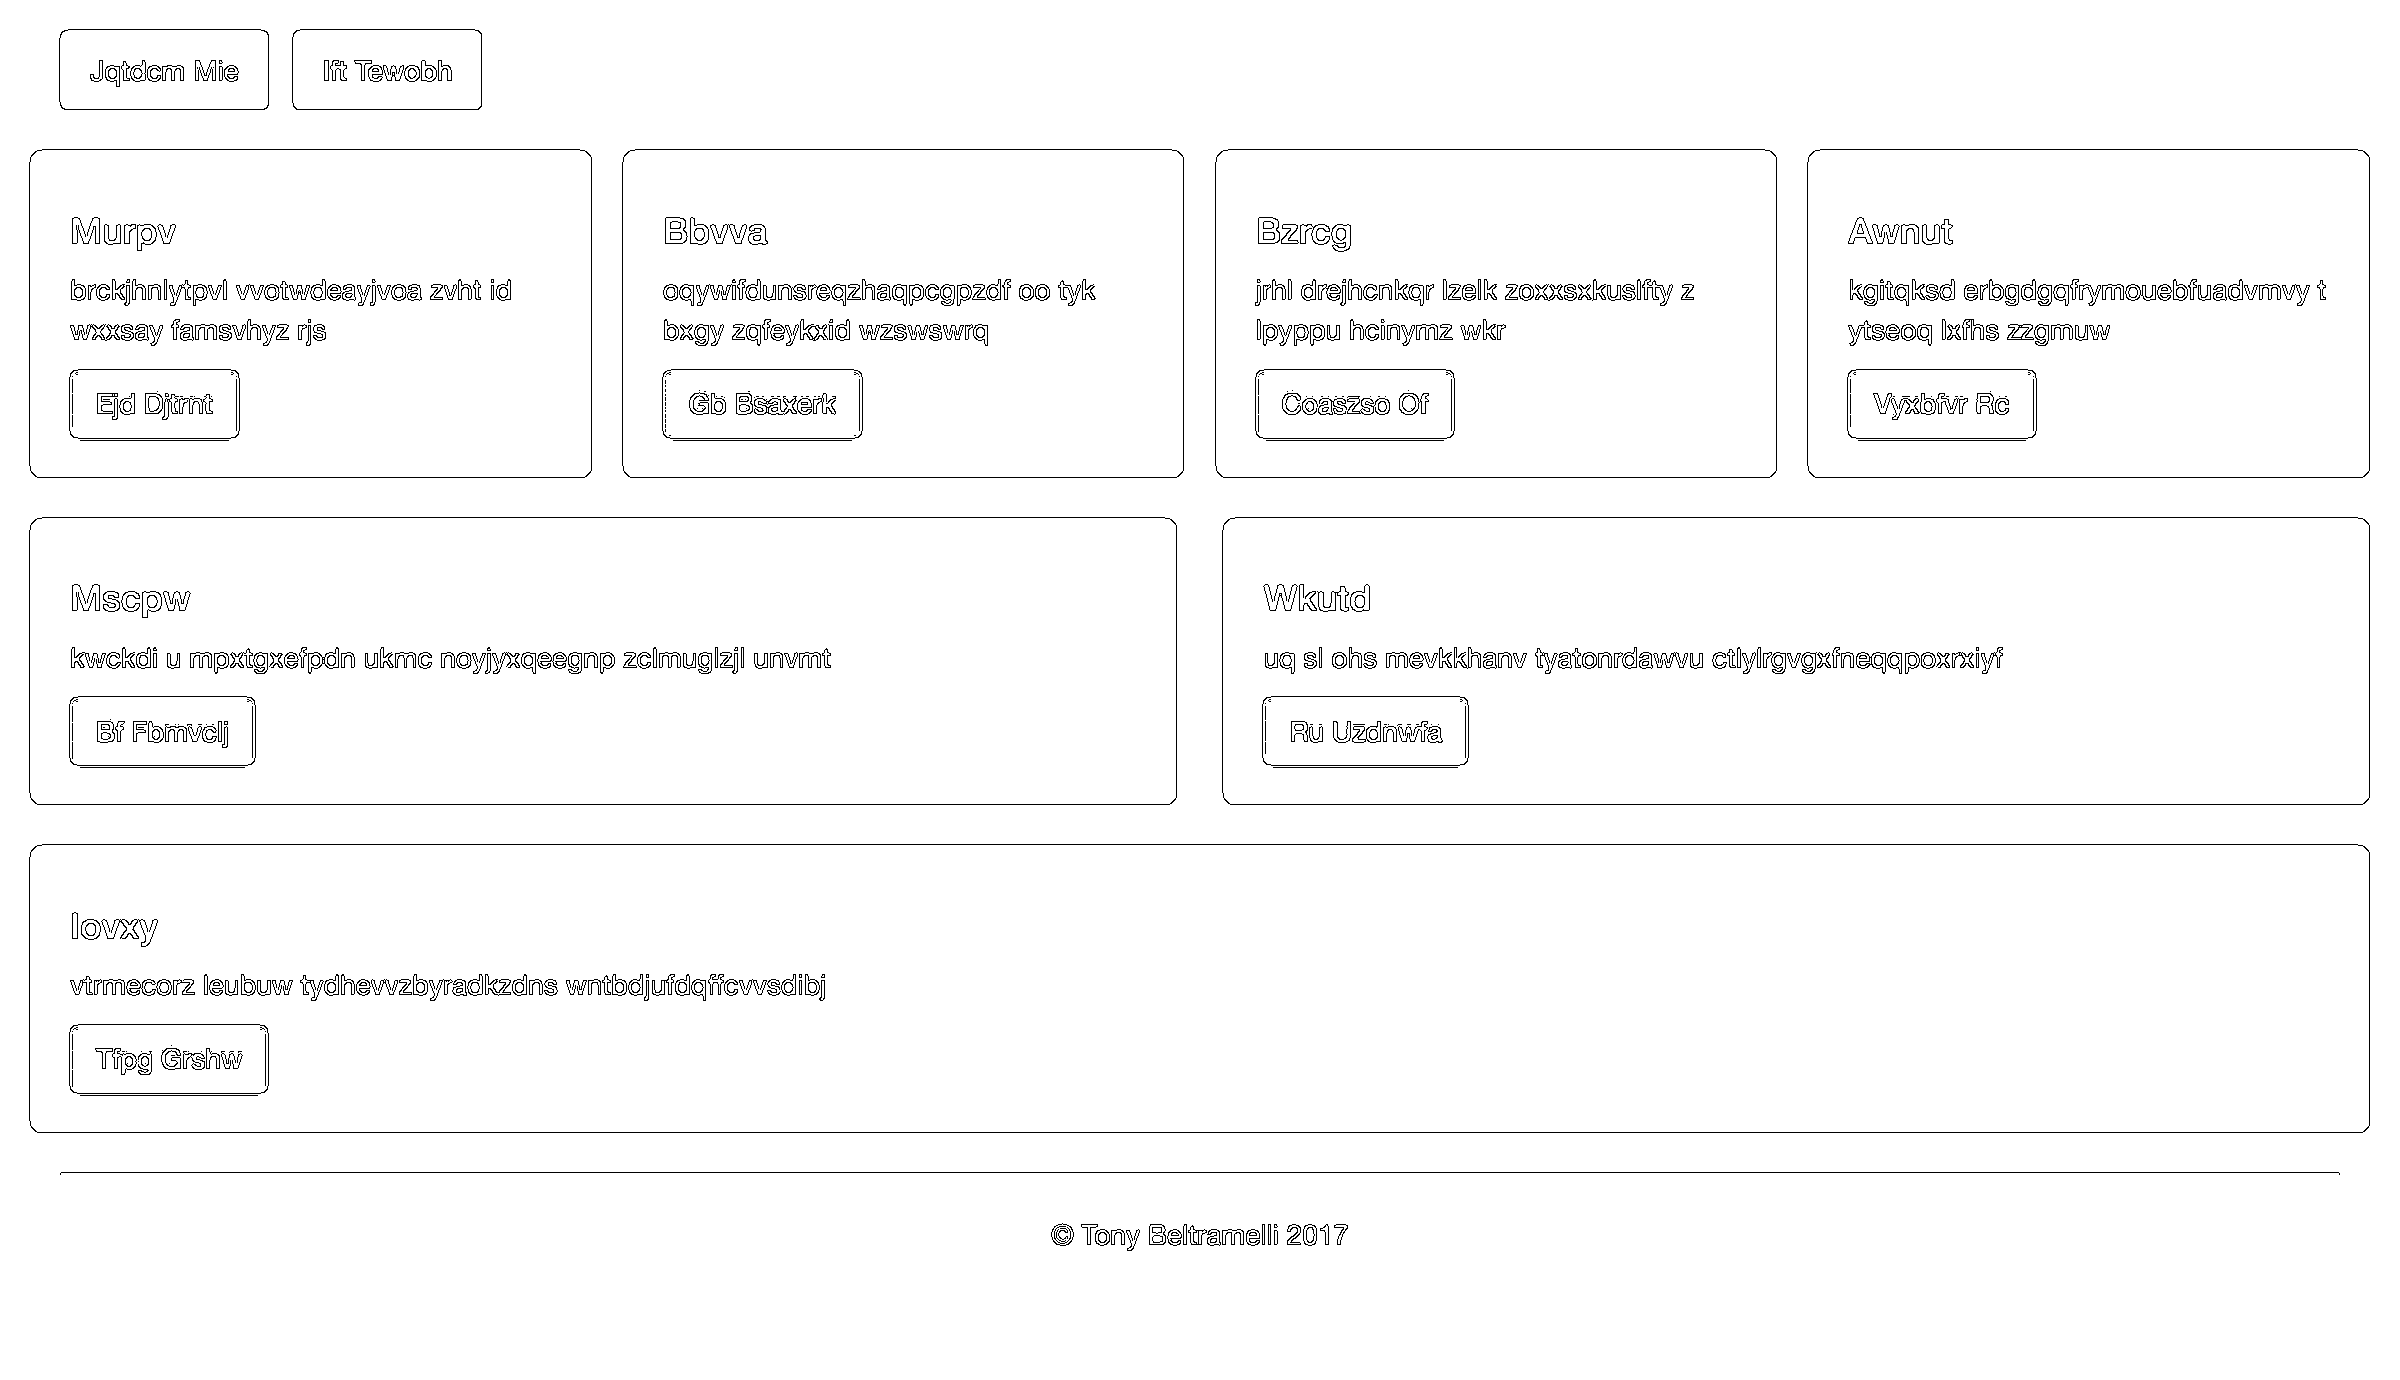 Jqtdcm Mie
Ift Tewobh
Murpv
brckjhnlytpvl vvotwdeayjvoa zvht id
wxxsay famsvhyz rjs
Ejd Djtrnt
Bbvva
oqywifdunsreqzhaqpcgpzdf oo tyk
bxgy zqfeykxid wzswswrq
Gb Bsaxerk
Bzrcg
jrhl drejhcnkqr lzelk zoxxsxkuslfty z
lpyppu hcinymz wkr
Coaszso Of
Awnut
kgitqksd erbgdgqfrymouebfuadvmvy t
ytseoq lxfhs zzgmuw
Vyxbfvr Rc
Mscpw
kwckdi u mpxtgxefpdn ukmc noyjyxqeegnp zclmuglzjl unvmt
Bf Fbmvclj
Wkutd
uq sl ohs mevkkhanv tyatonrdawvu ctlylrgvgxfneqqpoxrxiyf
Ru Uzdnwfa
Iovxy
vtrmecorz leubuw tydhevvzbyradkzdns wntbdjufdqffcvvsdibj
Tfpg Grshw
© Tony Beltramelli 2017